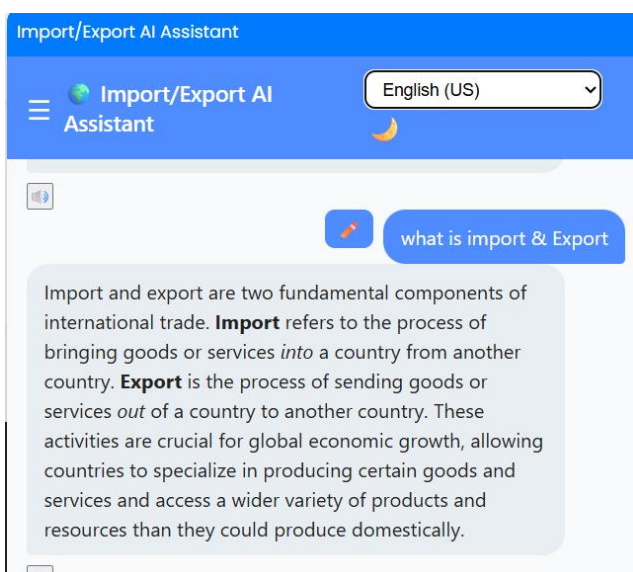 Import/Export AI Assistant
Import/Export AI
Assistant
English (US)
what is import & Export
Import and export are two fundamental components of
international trade. Import refers to the process of
bringing goods or services into a country from another
country. Export is the process of sending goods or
services out of a country to another country. These
activities are crucial for global economic growth, allowing
countries to specialize in producing certain goods and
services and access a wider variety of products and
resources than they could produce domestically.